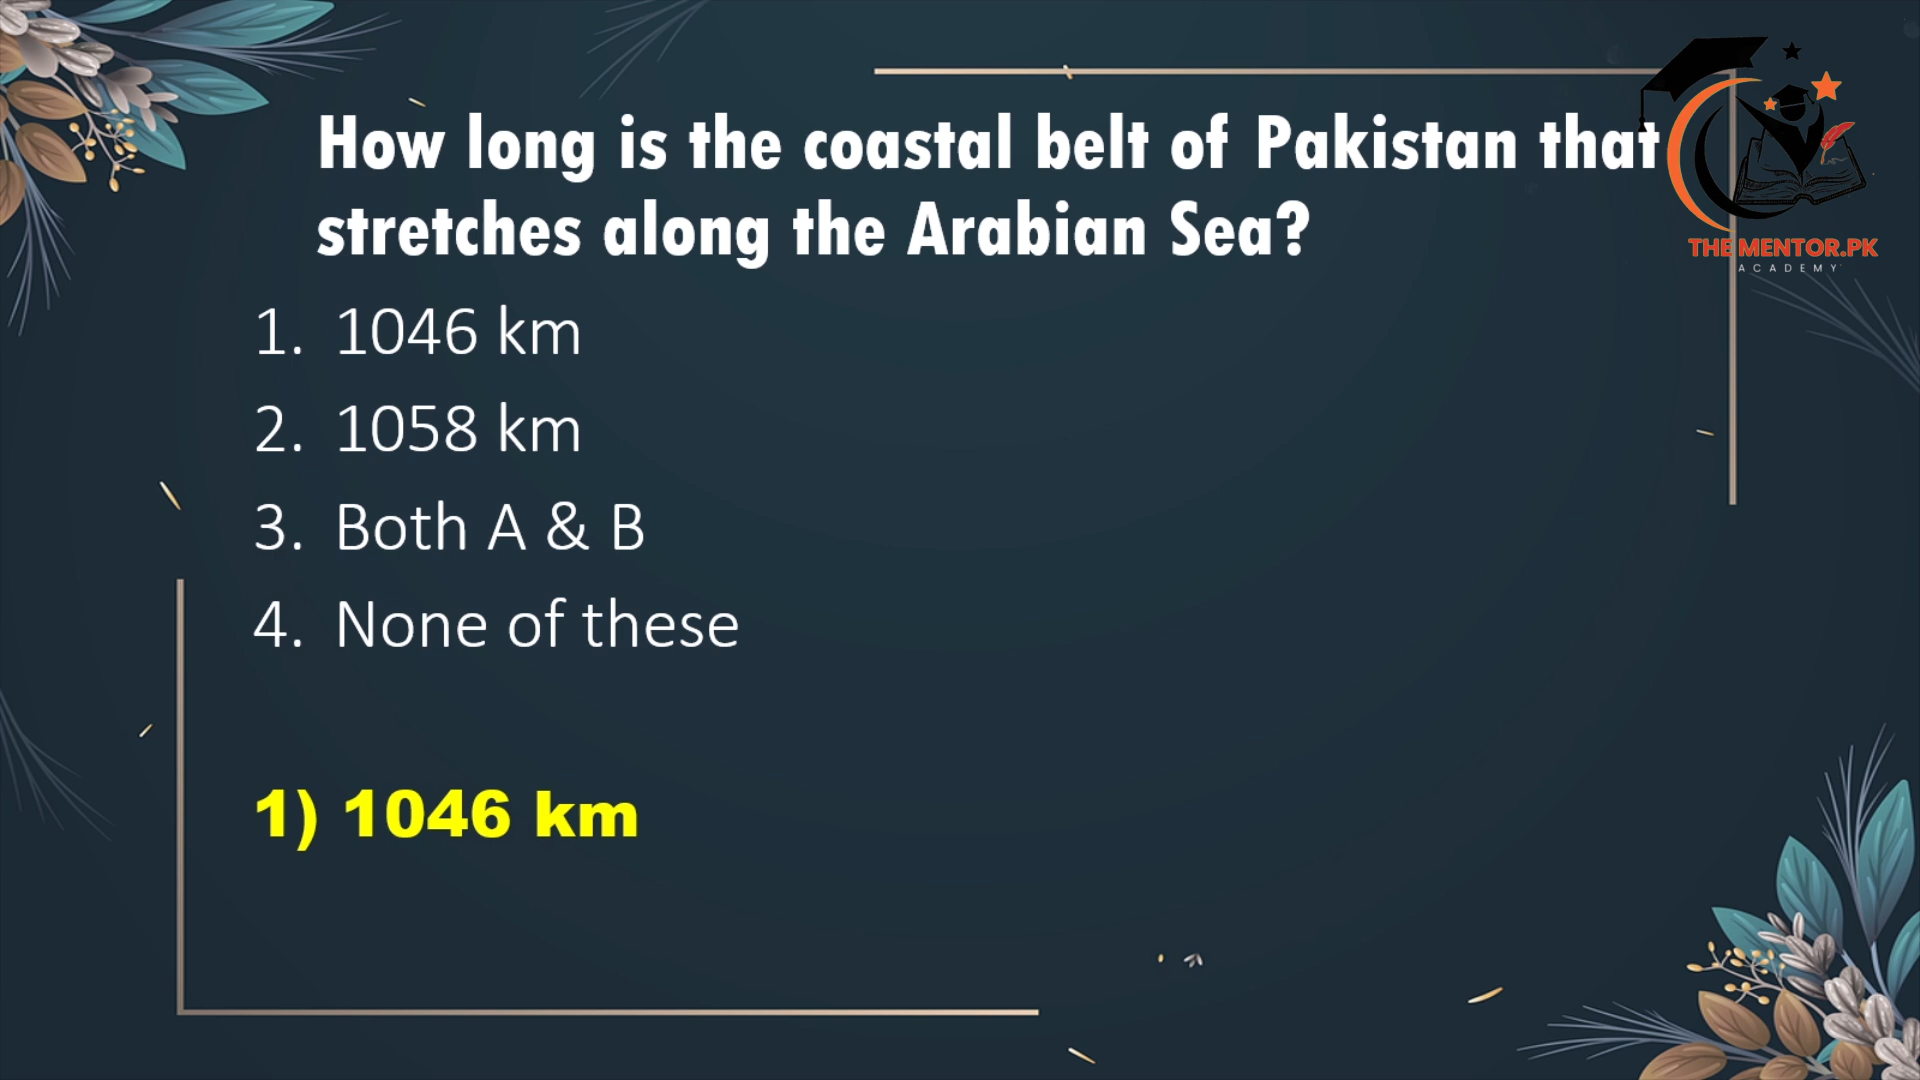 How long is the coastal belt of Pakistan that
stretches along the Arabian Sea?
1. 1046 km
2. 1058 km
3. Both A & B
4. None of these
1) 1046 km
THE MENTOR.PK
ACADEMY